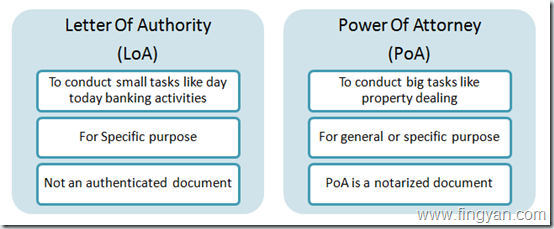 Letter Of Authority
(LoA)
To conduct small tasks like day
today banking activities
For Specific purpose
Not an authenticated document
Power Of Attorney
(PoA)
To conduct big tasks like
property dealing
For general or specific purpose
PoA is a notarized document
www.fingyan.com